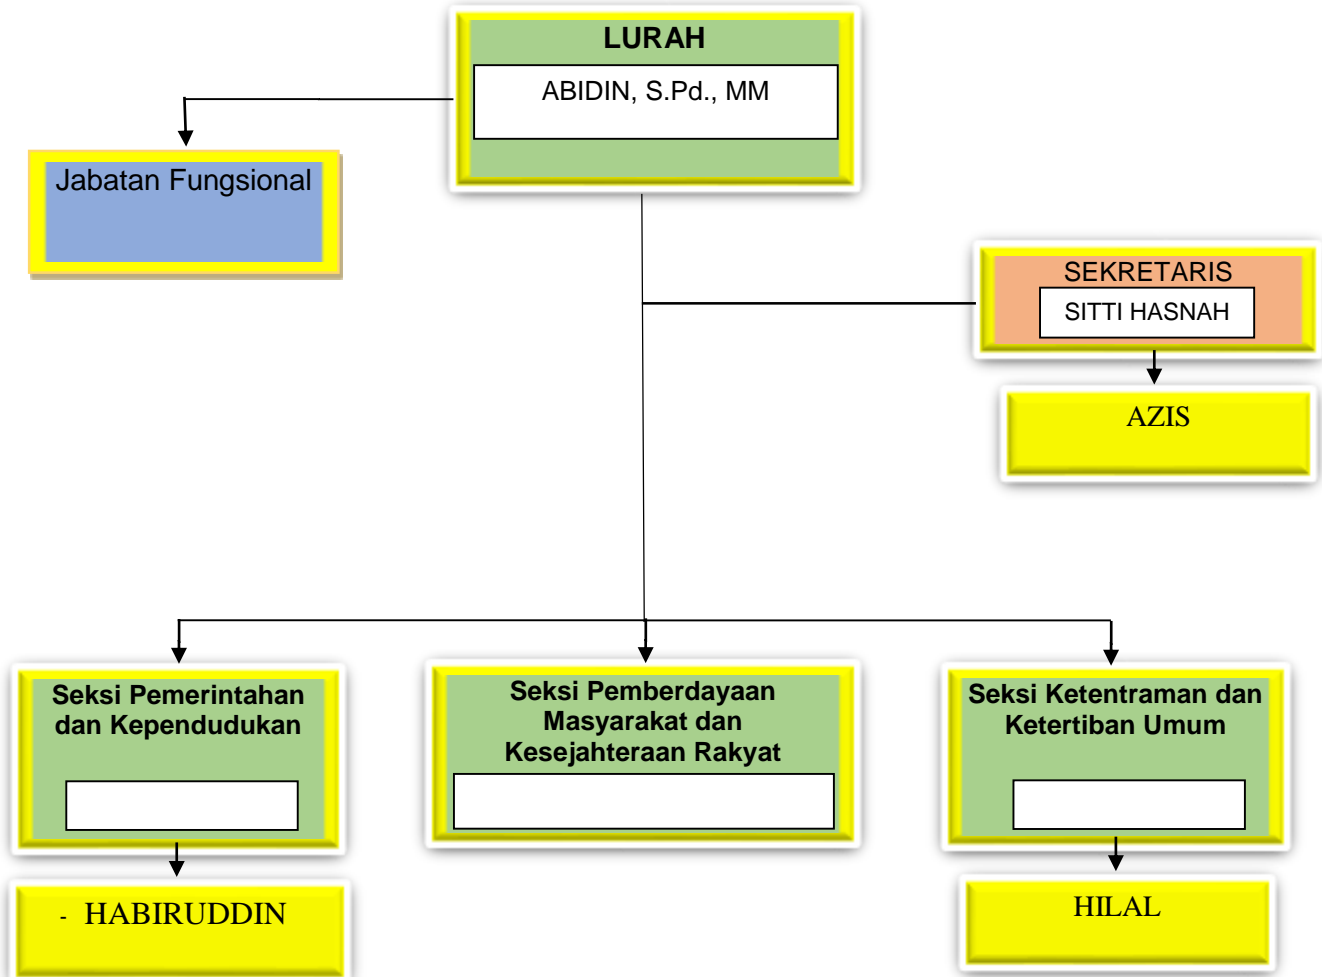 LURAH
ABIDIN, S.Pd., MM
Jabatan Fungsional
SEKRETARIS
SITTI HASNAH
AZIS
Seksi Pemerintahan
dan Kependudukan
Seksi Pemberdayaan
Masyarakat dan
Kesejahteraan Rakyat
Seksi Ketentraman dan
Ketertiban Umum
- HABIRUDDIN
HILAL